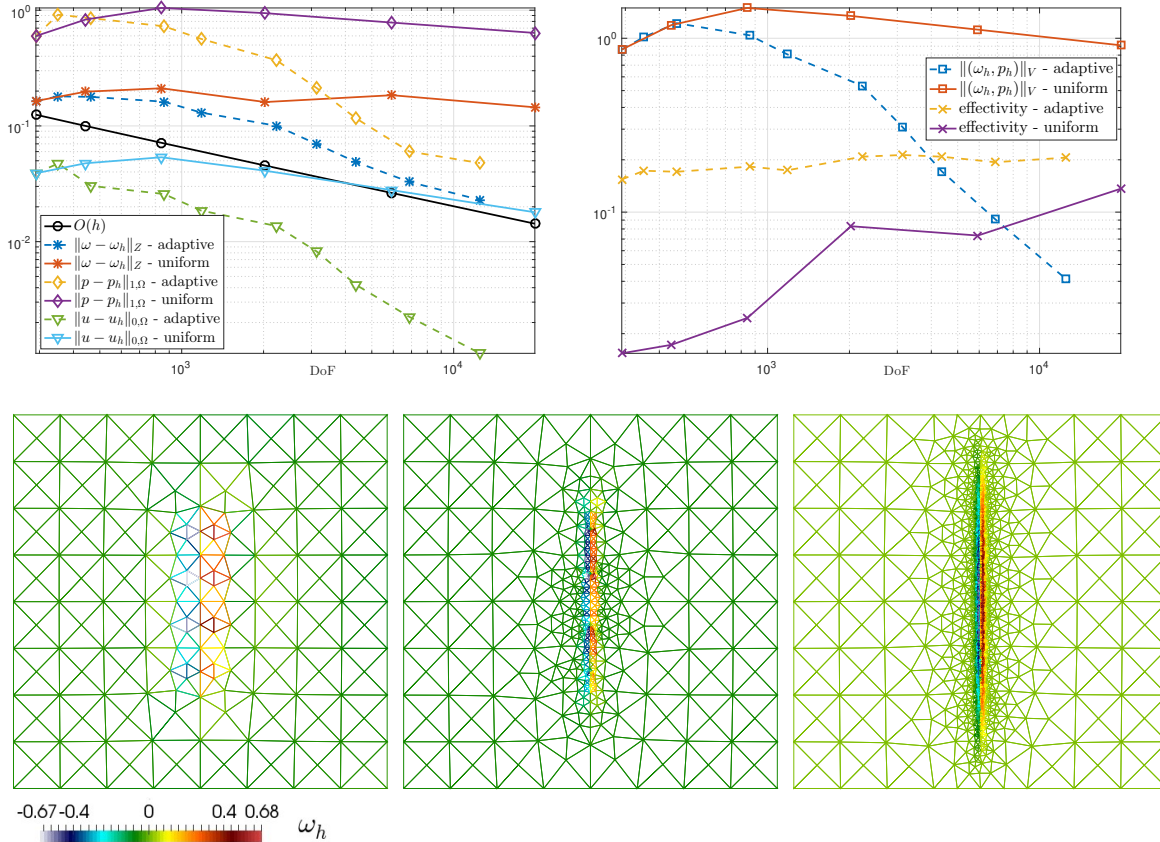 10^0
10^{-1}
10^{-2}
O(h)
‖ω − ω_h‖_Z - adaptive
‖ω − ω_h‖_Z - uniform
‖p − p_h‖_{1,Ω} - adaptive
‖p − p_h‖_{1,Ω} - uniform
‖u − u_h‖_{0,Ω} - adaptive
‖u − u_h‖_{0,Ω} - uniform
10^3
DoF
10^4
10^0
10^{-1}
‖(ω_h, p_h)‖_V - adaptive
‖(ω_h, p_h)‖_V - uniform
effectivity - adaptive
effectivity - uniform
10^3
DoF
10^4
-0.67 -0.4 0 0.4 0.68
ω_h